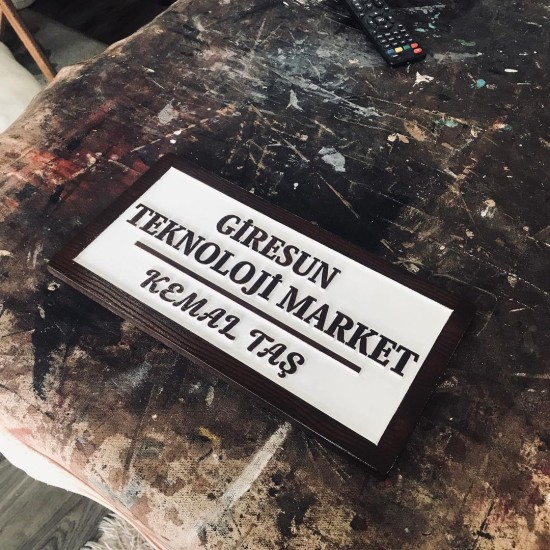 GİRESUN
TEKNOLOJİ MARKET
KEMAL TAŞ